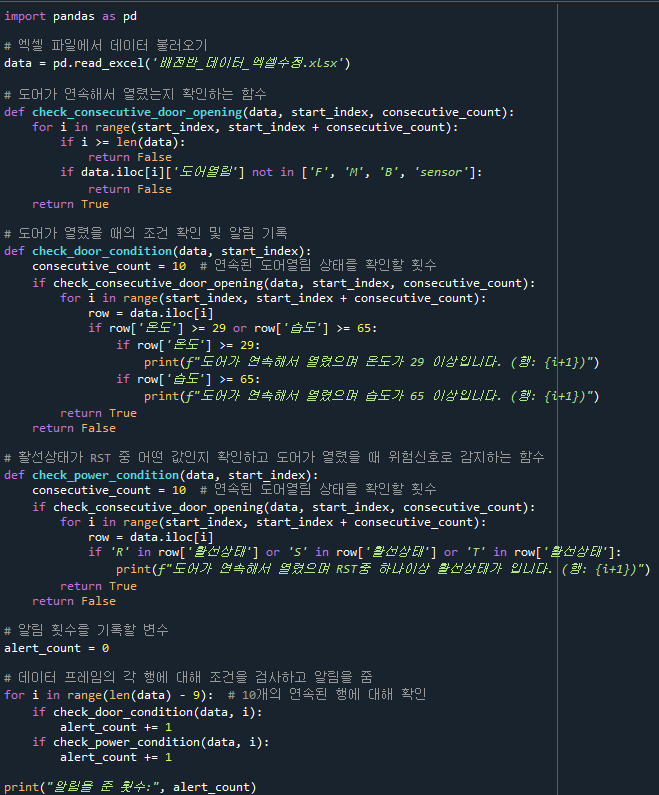 import pandas as pd

# 엑셀 파일에서 데이터 불러오기
data = pd.read_excel('배전반_데이터_엑셀수정.xlsx')

# 도어가 연속해서 열렸는지 확인하는 함수
def check_consecutive_door_opening(data, start_index, consecutive_count):
    for i in range(start_index, start_index + consecutive_count):
        if i >= len(data):
            return False
        if data.iloc[i]['도어열림'] not in ['F', 'M', 'B', 'sensor']:
            return False
    return True

# 도어가 열렸을 때의 조건 확인 및 알림 기록
def check_door_condition(data, start_index):
    consecutive_count = 10  # 연속된 도어열림 상태를 확인할 횟수
    if check_consecutive_door_opening(data, start_index, consecutive_count):
        for i in range(start_index, start_index + consecutive_count):
            row = data.iloc[i]
            if row['온도'] >= 29 or row['습도'] >= 65:
                if row['온도'] >= 29:
                    print(f"도어가 연속해서 열렸으며 온도가 29 이상입니다. (행: {i+1})")
                if row['습도'] >= 65:
                    print(f"도어가 연속해서 열렸으며 습도가 65 이상입니다. (행: {i+1})")
        return True
    return False

# 활선상태가 RST 중 어떤 값인지 확인하고 도어가 열렸을 때 위험신호로 감지하는 함수
def check_power_condition(data, start_index):
    consecutive_count = 10  # 연속된 도어열림 상태를 확인할 횟수
    if check_consecutive_door_opening(data, start_index, consecutive_count):
        for i in range(start_index, start_index + consecutive_count):
            row = data.iloc[i]
            if 'R' in row['활선상태'] or 'S' in row['활선상태'] or 'T' in row['활선상태']:
                print(f"도어가 연속해서 열렸으며 RST중 하나이상 활선상태가 입니다. (행: {i+1})")
        return True
    return False

# 알림 횟수를 기록할 변수
alert_count = 0

# 데이터 프레임의 각 행에 대해 조건을 검사하고 알림을 줌
for i in range(len(data) - 9):  # 10개의 연속된 행에 대해 확인
    if check_door_condition(data, i):
        alert_count += 1
    if check_power_condition(data, i):
        alert_count += 1

print("알림을 준 횟수:", alert_count)